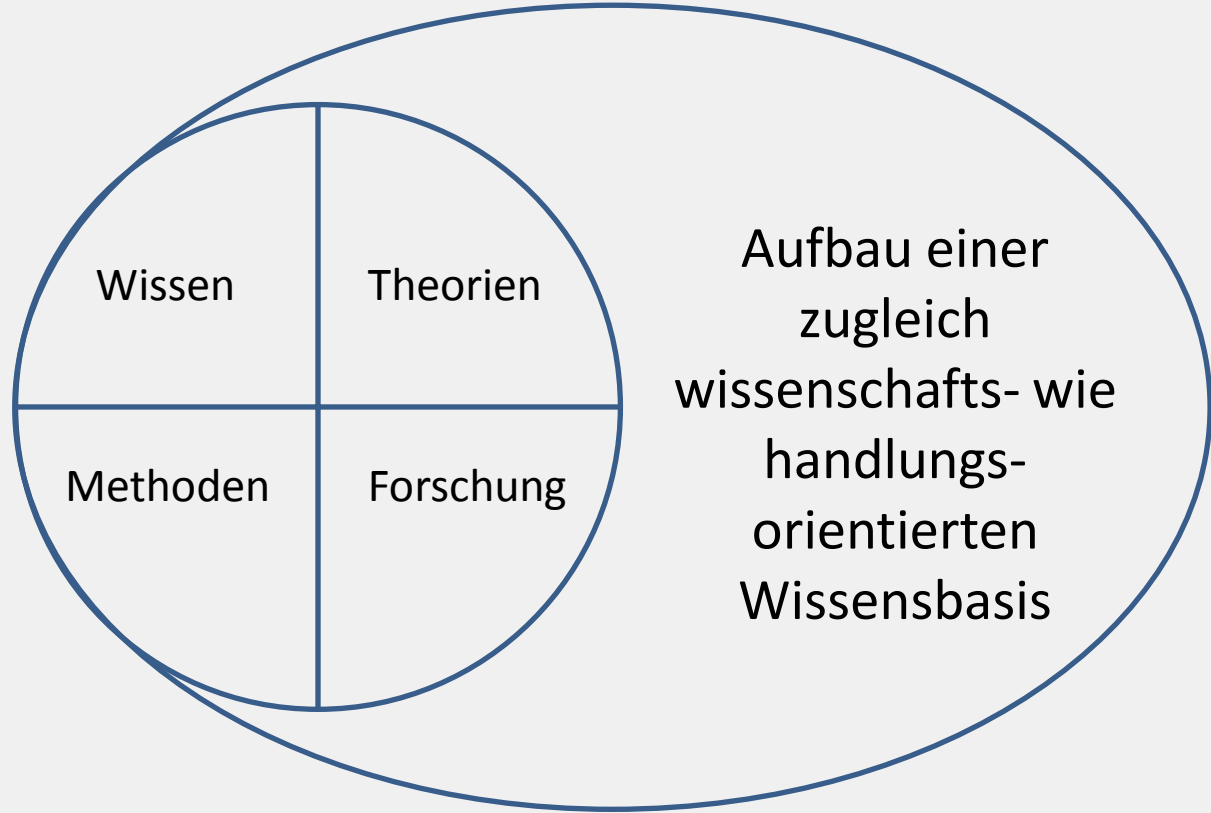 Wissen
Theorien
Methoden
Forschung
Aufbau einer
zugleich
wissenschafts- wie
handlungs-
orientierten
Wissensbasis